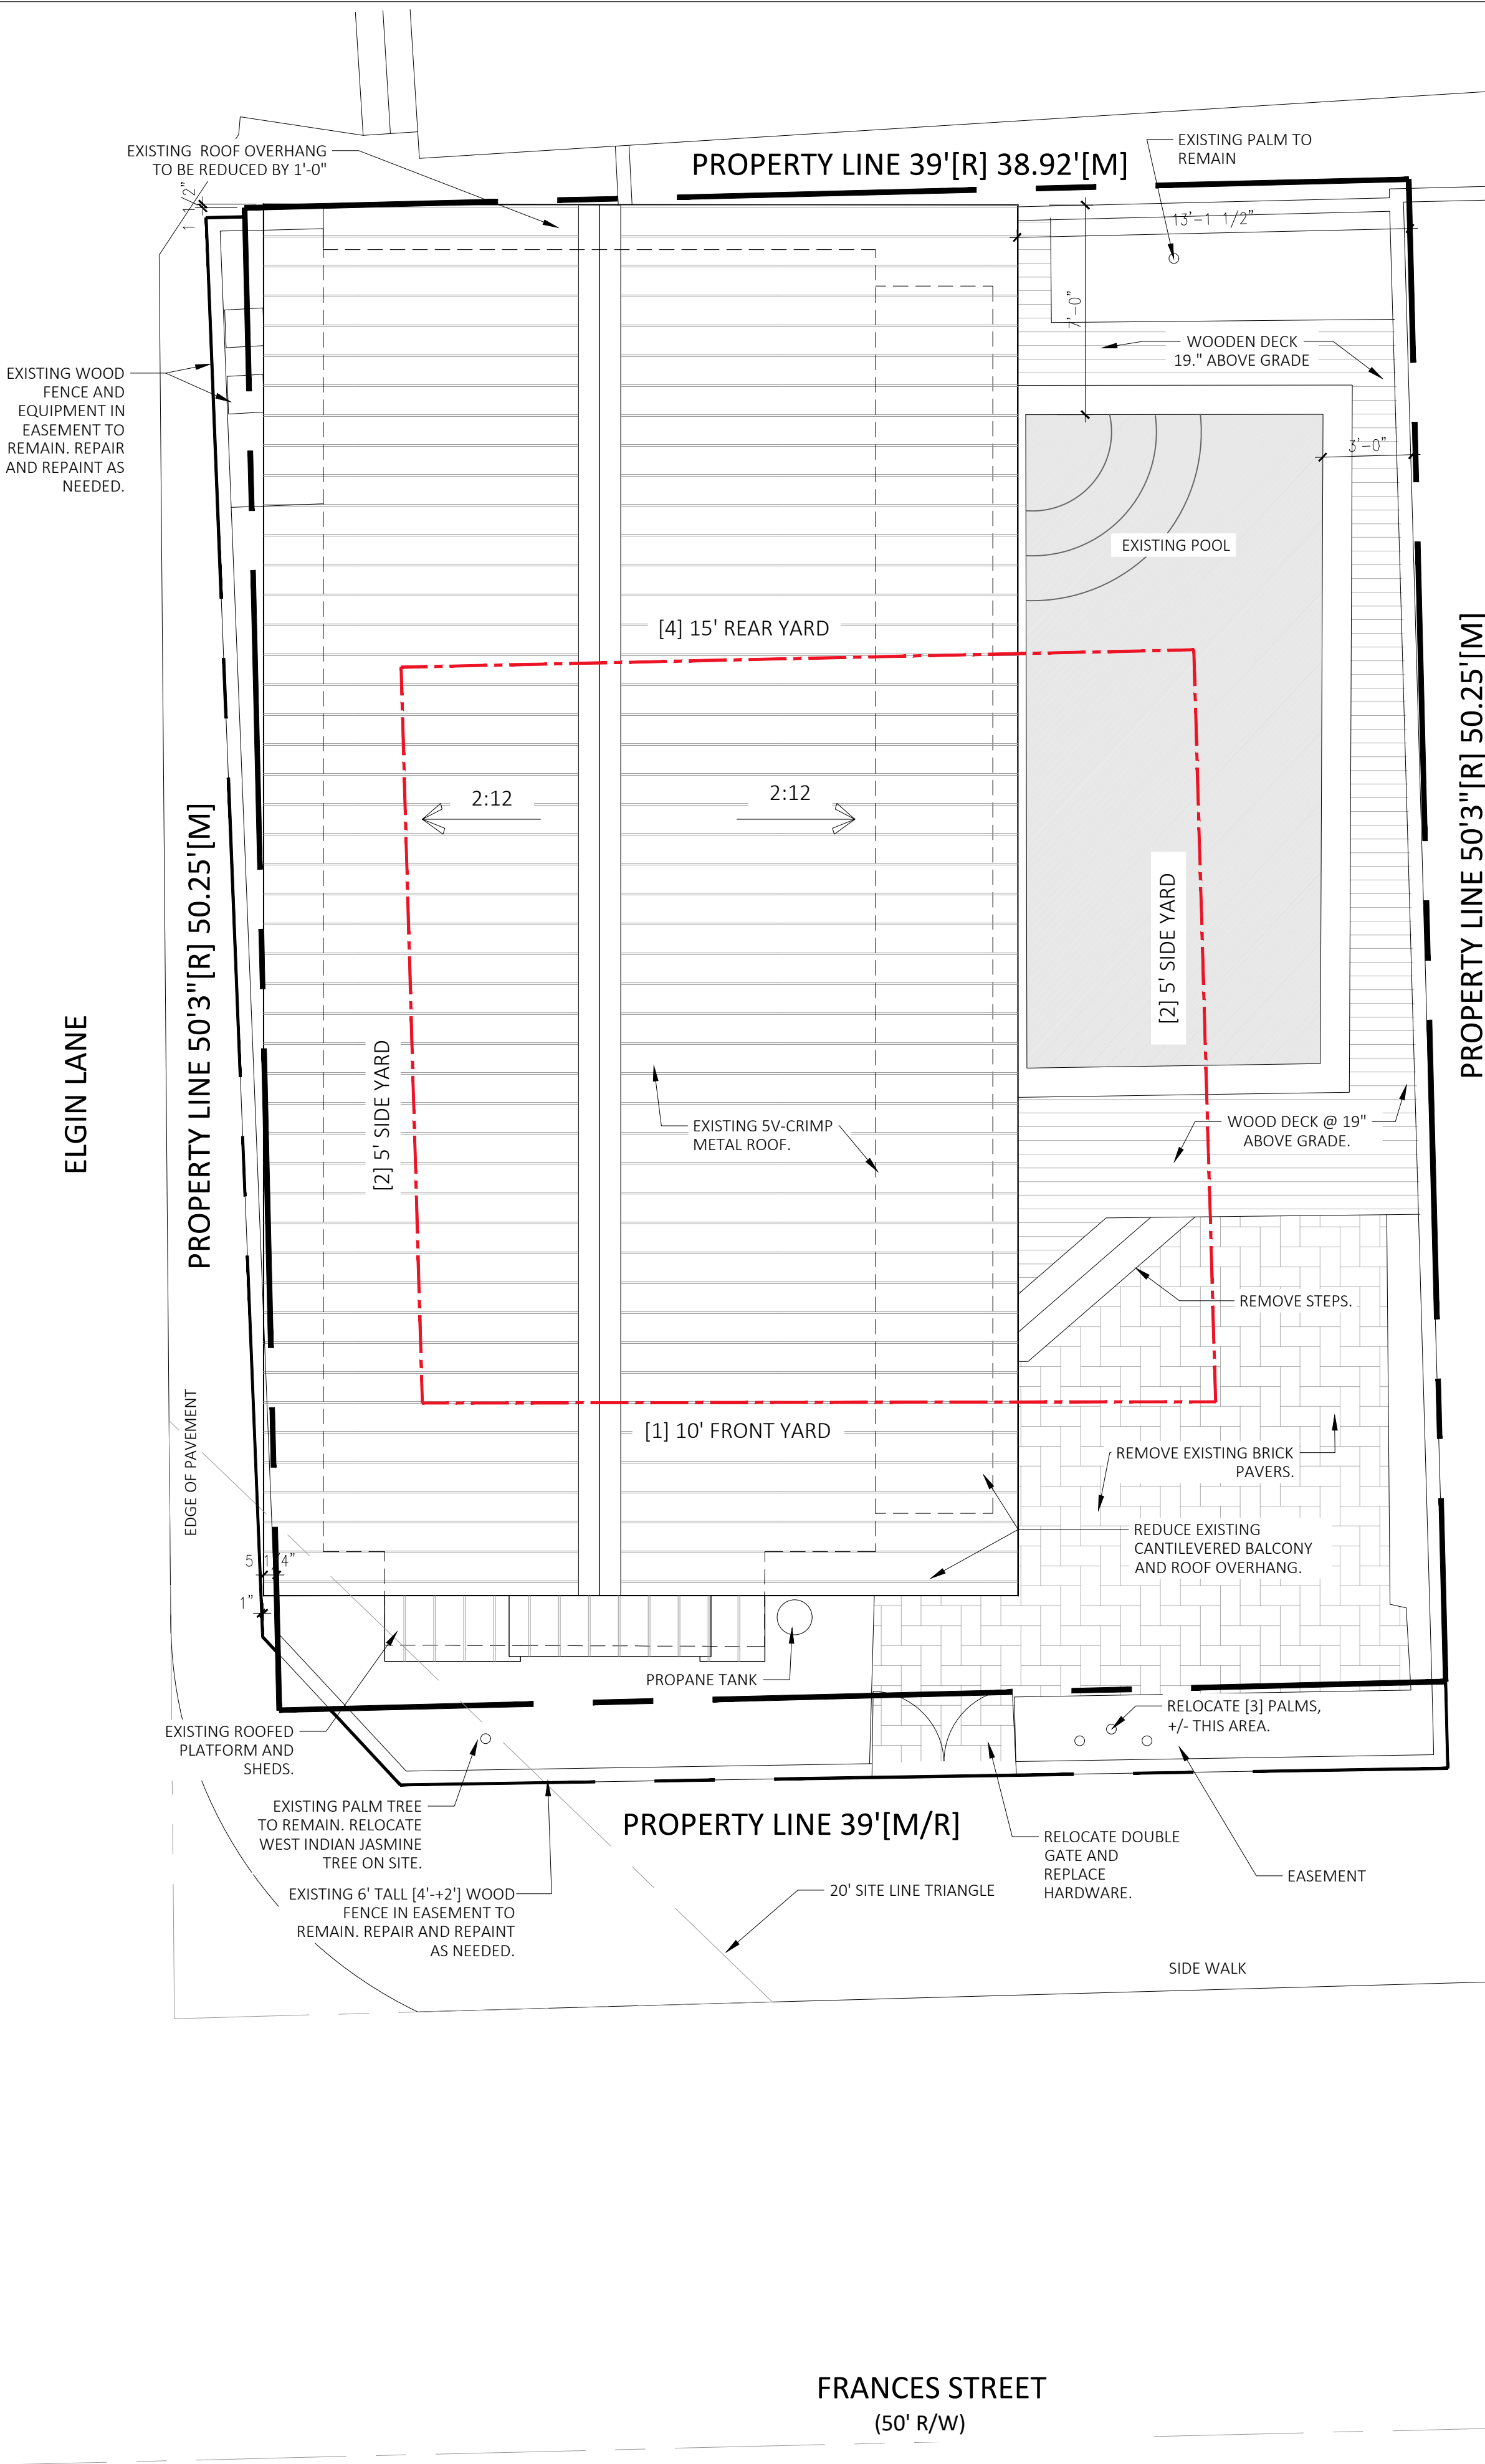 EXISTING ROOF OVERHANG
TO BE REDUCED BY 1'-0"
PROPERTY LINE 39'[R] 38.92'[M]
EXISTING PALM TO
REMAIN
1 1/2"
13'-1 1/2"
7'-0"
WOODEN DECK
19." ABOVE GRADE
EXISTING WOOD
FENCE AND
EQUIPMENT IN
EASEMENT TO
REMAIN. REPAIR
AND REPAINT AS
NEEDED.
3'-0"
EXISTING POOL
[4] 15' REAR YARD
PROPERTY LINE 50'3"[R] 50.25'[M]
2:12
2:12
PROPERTY LINE 50'3"[R] 50.25'[M]
[2] 5' SIDE YARD
ELGIN LANE
[2] 5' SIDE YARD
EXISTING 5V-CRIMP
METAL ROOF.
WOOD DECK @ 19"
ABOVE GRADE.
REMOVE STEPS.
[1] 10' FRONT YARD
EDGE OF PAVEMENT
REMOVE EXISTING BRICK
PAVERS.
REDUCE EXISTING
CANTILEVERED BALCONY
AND ROOF OVERHANG.
5 1/4"
1"
PROPANE TANK
EXISTING ROOFED
PLATFORM AND
SHEDS.
RELOCATE [3] PALMS,
+/- THIS AREA.
EXISTING PALM TREE
TO REMAIN. RELOCATE
WEST INDIAN JASMINE
TREE ON SITE.
PROPERTY LINE 39'[M/R]
RELOCATE DOUBLE
GATE AND
REPLACE
HARDWARE.
EASEMENT
EXISTING 6' TALL [4'-+2'] WOOD
FENCE IN EASEMENT TO
REMAIN. REPAIR AND REPAINT
AS NEEDED.
20' SITE LINE TRIANGLE
SIDE WALK
FRANCES STREET
(50' R/W)